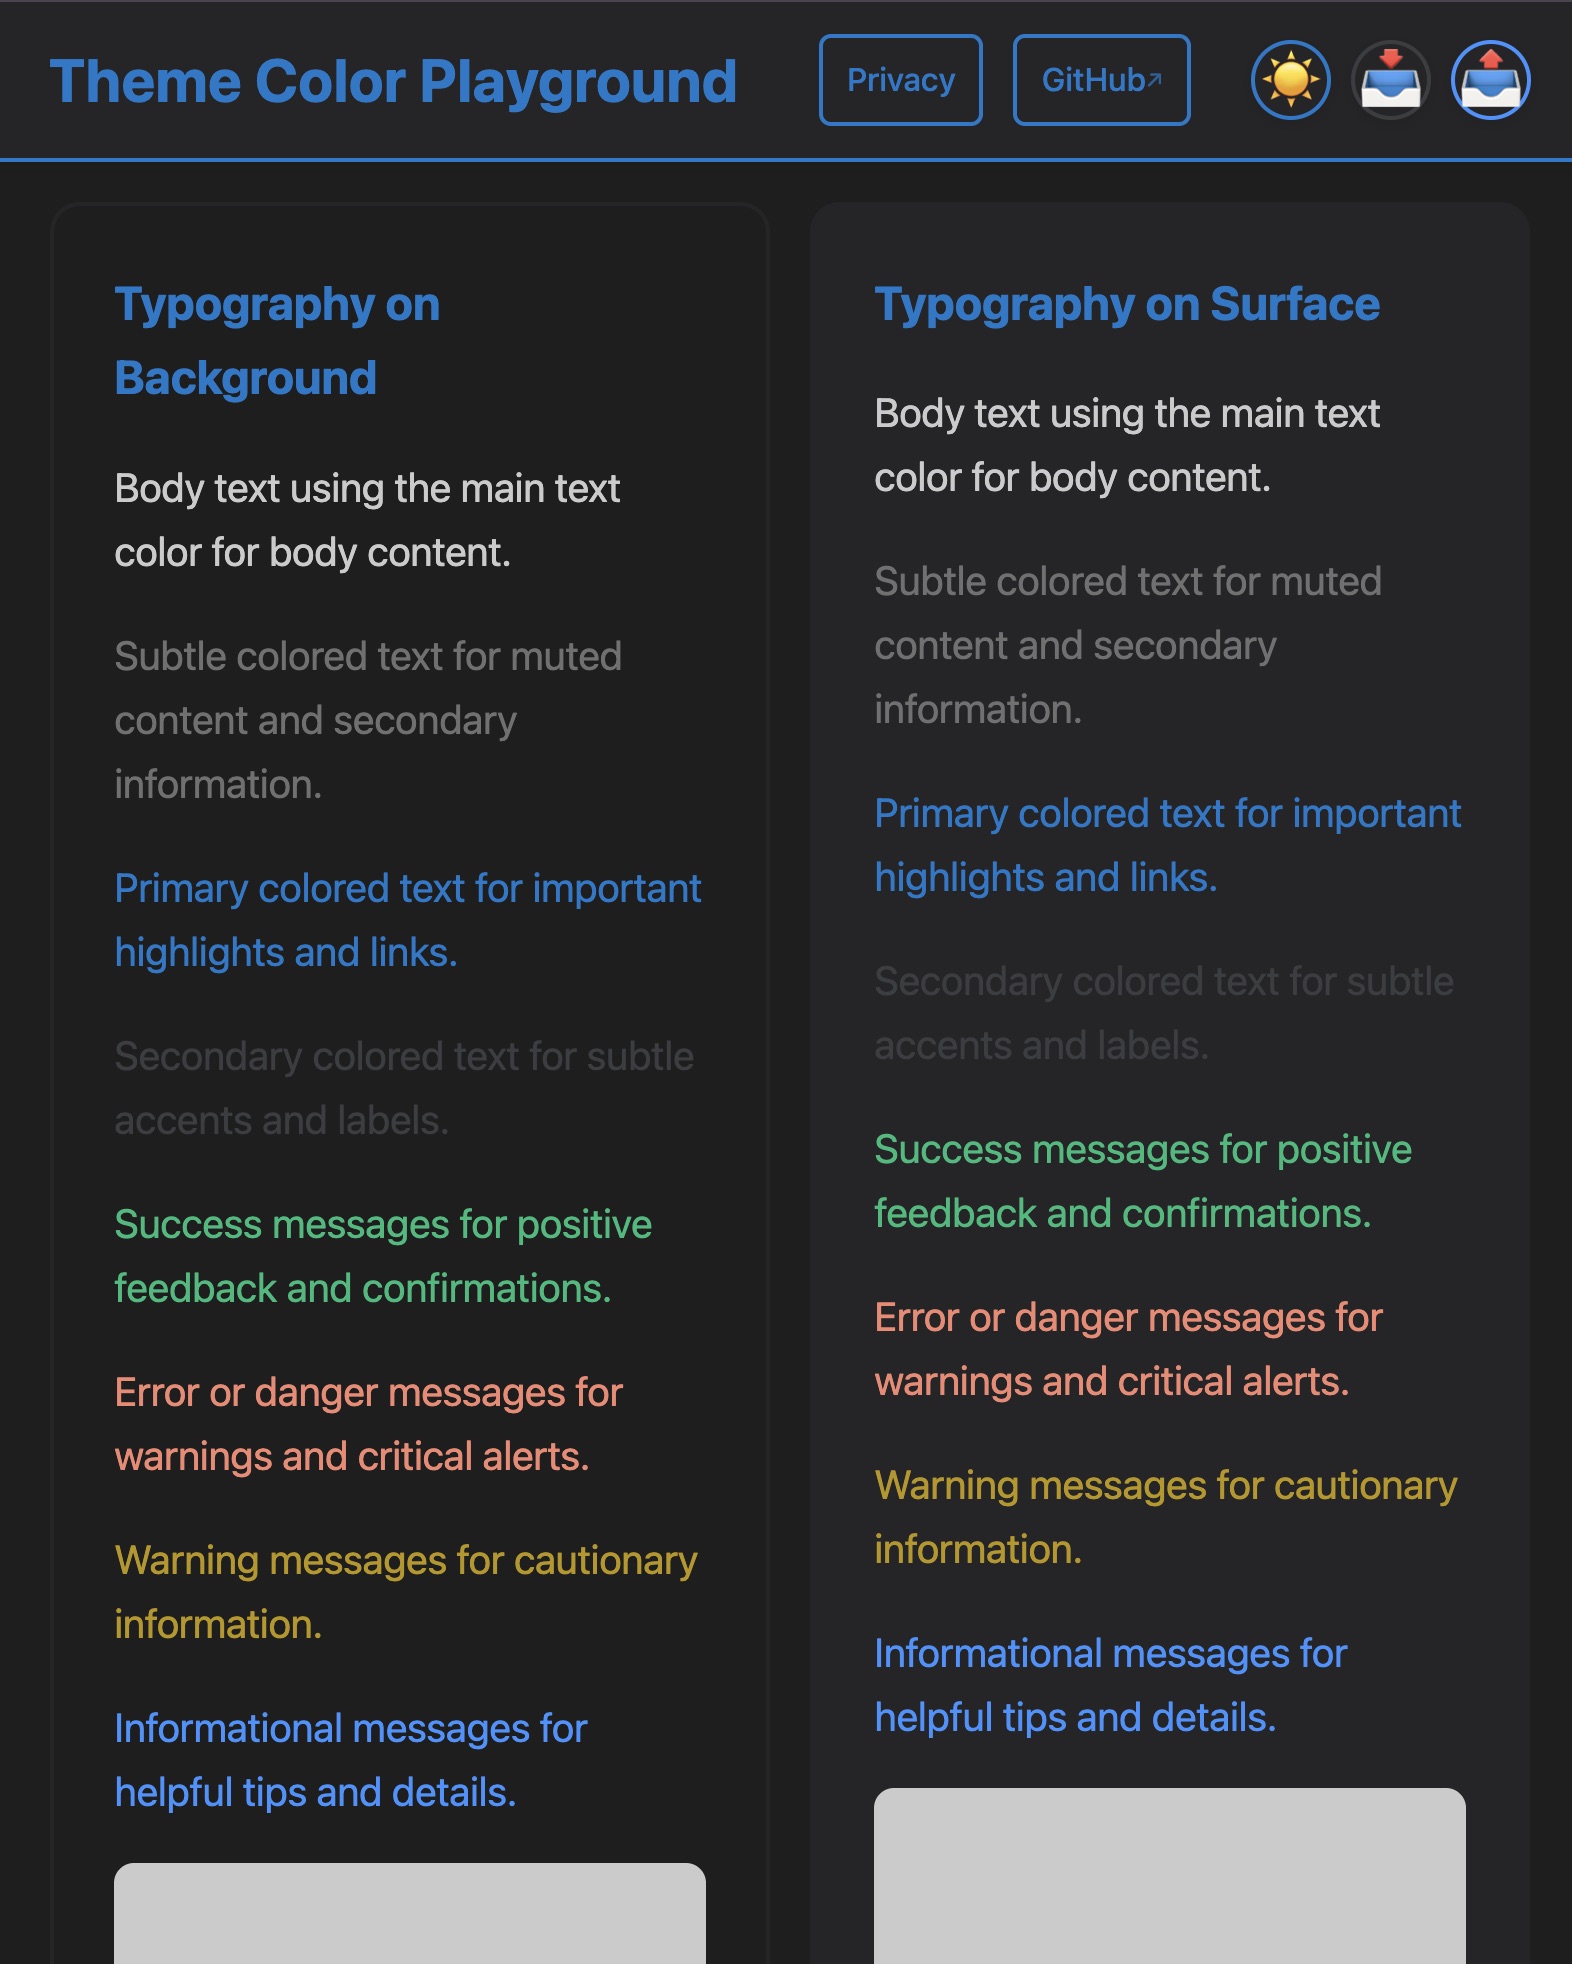 Theme Color Playground
Privacy
GitHub↗
Typography on
Background
Body text using the main text
color for body content.
Subtle colored text for muted
content and secondary
information.
Primary colored text for important
highlights and links.
Secondary colored text for subtle
accents and labels.
Success messages for positive
feedback and confirmations.
Error or danger messages for
warnings and critical alerts.
Warning messages for cautionary
information.
Informational messages for
helpful tips and details.
Typography on Surface
Body text using the main text
color for body content.
Subtle colored text for muted
content and secondary
information.
Primary colored text for important
highlights and links.
Secondary colored text for subtle
accents and labels.
Success messages for positive
feedback and confirmations.
Error or danger messages for
warnings and critical alerts.
Warning messages for cautionary
information.
Informational messages for
helpful tips and details.